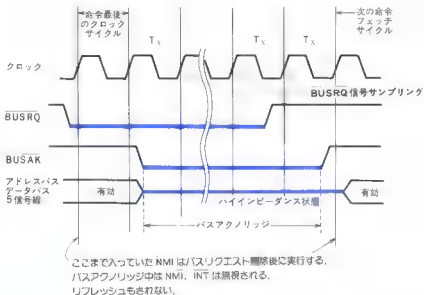 命令最後
のクロック
サイクル
Tx
Tx
Tx
次の命令
フェッチ
サイクル
クロック
BUSRQ信号サンプリング
BUSRQ
BUSAK
アドレスバス
データバス
5信号線
有効
ハイインピーダンス状態
有効
バスアクノリッジ
ここまで入っていたNMIはバスリクエスト解除後に実行する.
バスアクノリッジ中はNMI, INTは無視される.
リフレッシュもされない.